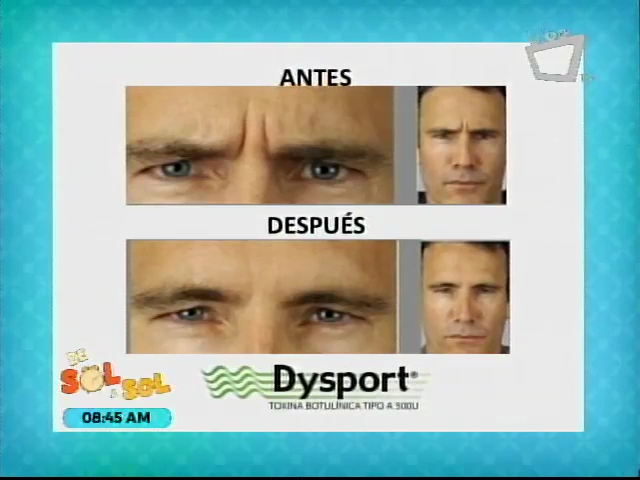 ANTES
DESPUÉS
DE
SOL
A SOL
Dysport®
TOXINA BOTULÍNICA TIPO A 500U
08:45 AM